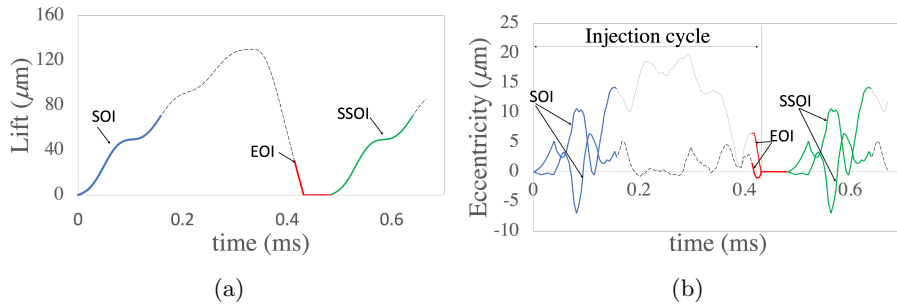 160
120
80
40
0
Lift (μm)
SOI
EOI
SSOI
0
0.2
0.4
0.6
time (ms)
(a)
25
20
15
10
5
0
-5
-10
Eccentricity (μm)
Injection cycle
SOI
SSOI
EOI
0
0.2
0.4
0.6
time (ms)
(b)